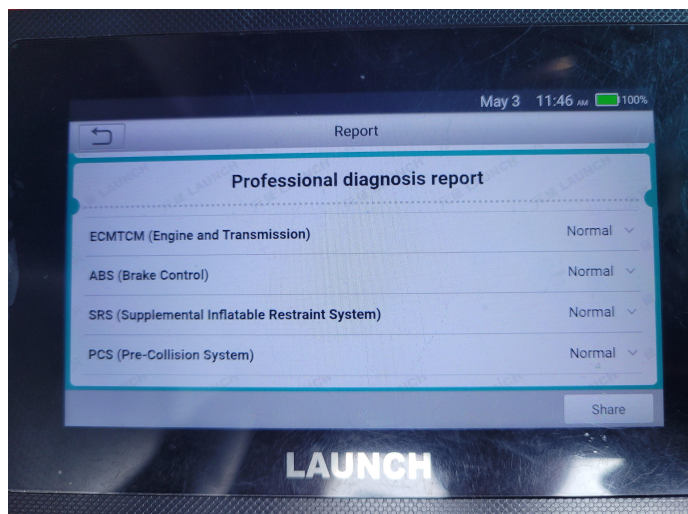 May 3 11:46 AM 100%
Report
Professional diagnosis report
ECMTCM (Engine and Transmission) Normal
ABS (Brake Control) Normal
SRS (Supplemental Inflatable Restraint System) Normal
PCS (Pre-Collision System) Normal
Share
LAUNCH